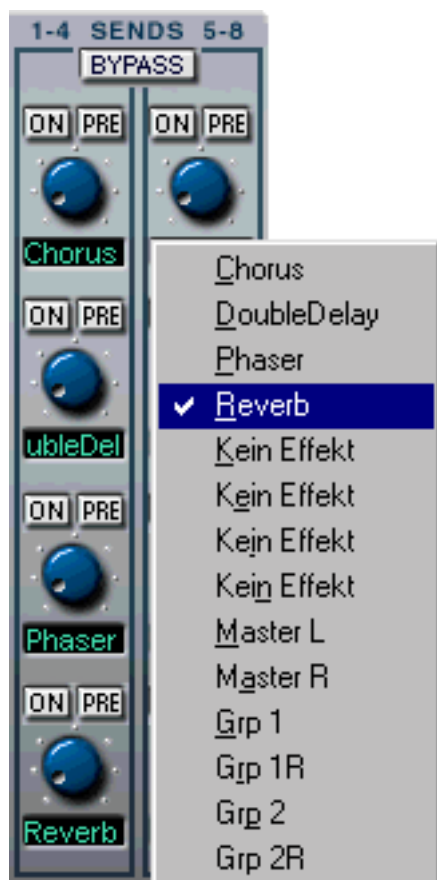 1-4 SENDS 5-8
BYPASS
ON PRE ON PRE
Chorus
ON PRE
ubleDel
ON PRE
Phaser
ON PRE
Reverb
Chorus
DoubleDelay
Phaser
Reverb
Kein Effekt
Kein Effekt
Kein Effekt
Kein Effekt
Master L
Master R
Grp 1
Grp 1R
Grp 2
Grp 2R